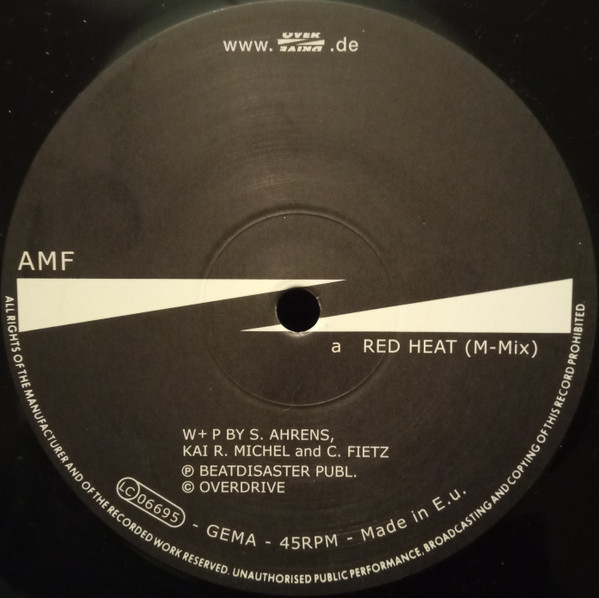 www. OVER DRIVE .de
AMF
a RED HEAT (M-Mix)
W+ P BY S. AHRENS,
KAI R. MICHEL and C. FIETZ
℗ BEATDISASTER PUBL.
© OVERDRIVE
LC 06695 - GEMA - 45RPM - Made in E.u.
ALL RIGHTS OF THE MANUFACTURER AND OF THE RECORDED WORK RESERVED. UNAUTHORISED PUBLIC PERFORMANCE, BROADCASTING AND COPYING OF THIS RECORD PROHIBITED